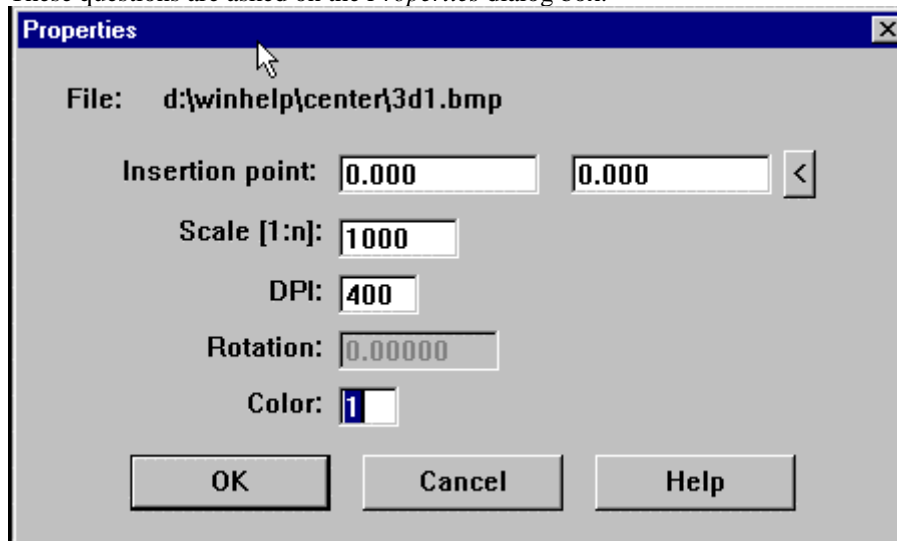 These questions are asked on the Properties dialog box.
Properties
File: d:\winhelp\center\3d1.bmp
Insertion point: 0.000 0.000 <
Scale [1:n]: 1000
DPI: 400
Rotation: 0.00000
Color: 1
OK Cancel Help